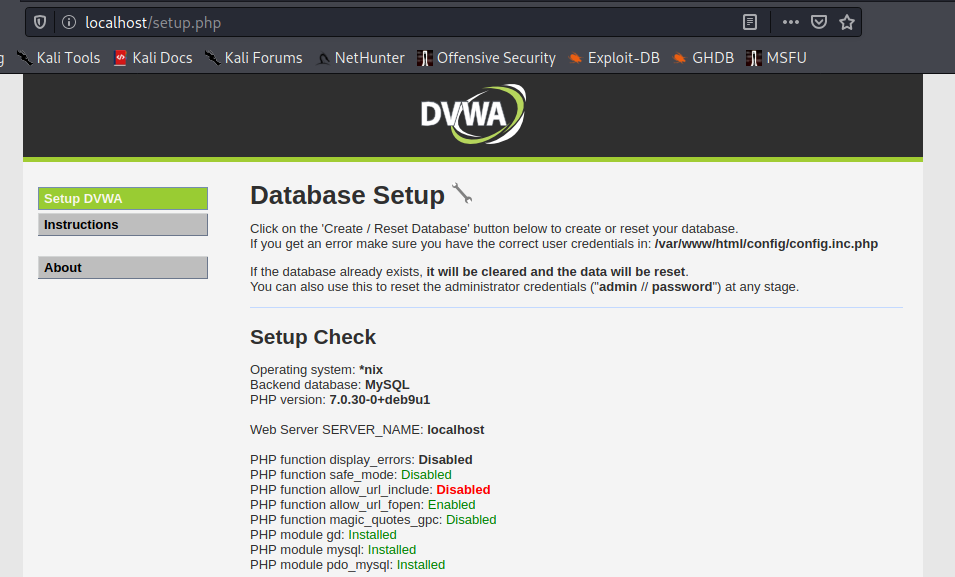 localhost/setup.php
Kali Tools Kali Docs Kali Forums NetHunter Offensive Security Exploit-DB GHDB MSFU
DVWA
Setup DVWA
Instructions
About
Database Setup
Click on the 'Create / Reset Database' button below to create or reset your database.
If you get an error make sure you have the correct user credentials in: /var/www/html/config/config.inc.php
If the database already exists, it will be cleared and the data will be reset.
You can also use this to reset the administrator credentials ("admin // password") at any stage.
Setup Check
Operating system: *nix
Backend database: MySQL
PHP version: 7.0.30-0+deb9u1
Web Server SERVER_NAME: localhost
PHP function display_errors: Disabled
PHP function safe_mode: Disabled
PHP function allow_url_include: Disabled
PHP function allow_url_fopen: Enabled
PHP function magic_quotes_gpc: Disabled
PHP module gd: Installed
PHP module mysql: Installed
PHP module pdo_mysql: Installed